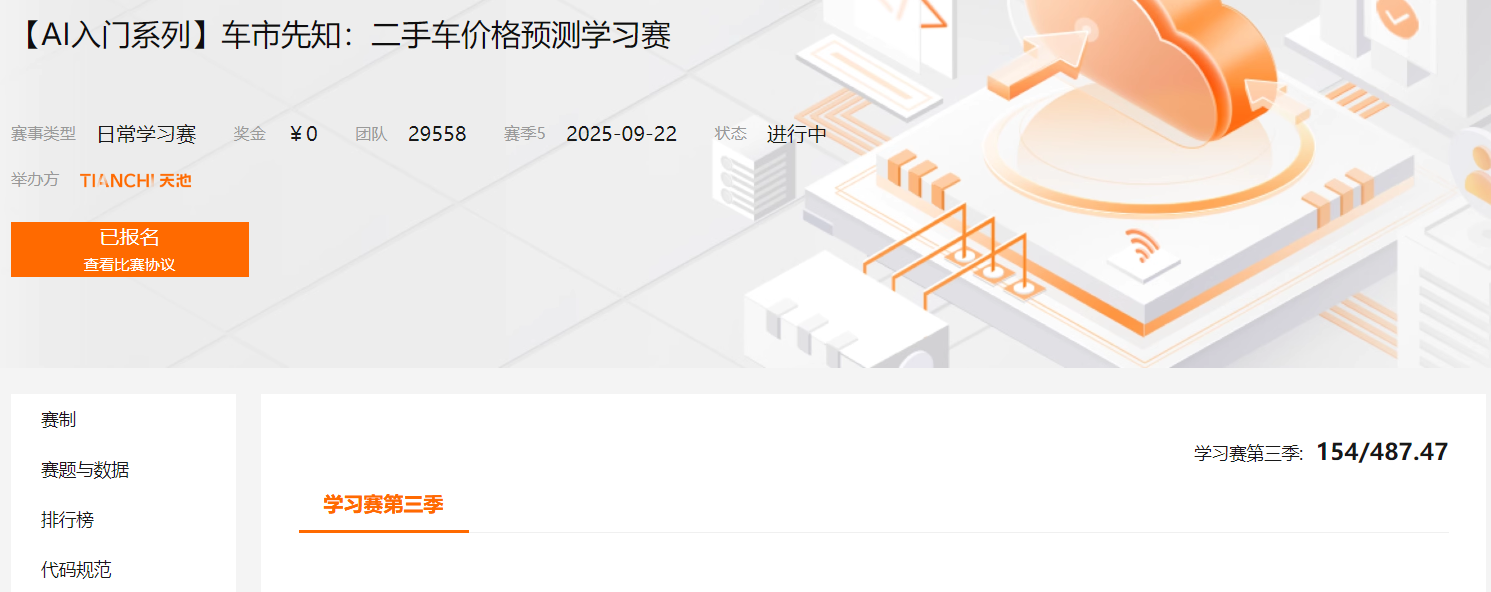 【AI入门系列】车市先知：二手车价格预测学习赛
赛事类型 日常学习赛 奖金 ￥0 团队 29558 赛季5 2025-09-22 状态 进行中
举办方 TIANCHI 天池
已报名
查看比赛协议
赛制
赛题与数据
排行榜
代码规范
学习赛第三季: 154/487.47
学习赛第三季